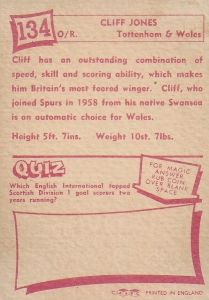 134
O/R.
CLIFF JONES
Tottenham & Wales
Cliff has an outstanding combination of
speed, skill and scoring ability, which makes
him Britain's most feared winger. Cliff, who
joined Spurs in 1958 from his native Swansea
is an automatic choice for Wales.
Height 5ft. 7ins. Weight 10st. 7lbs.
QUIZ
Which English International topped
Scottish Division 1 goal scorers two
years running?
FOR MAGIC
ANSWER
RUB COIN
OVER BLANK
SPACE
PRINTED IN ENGLAND